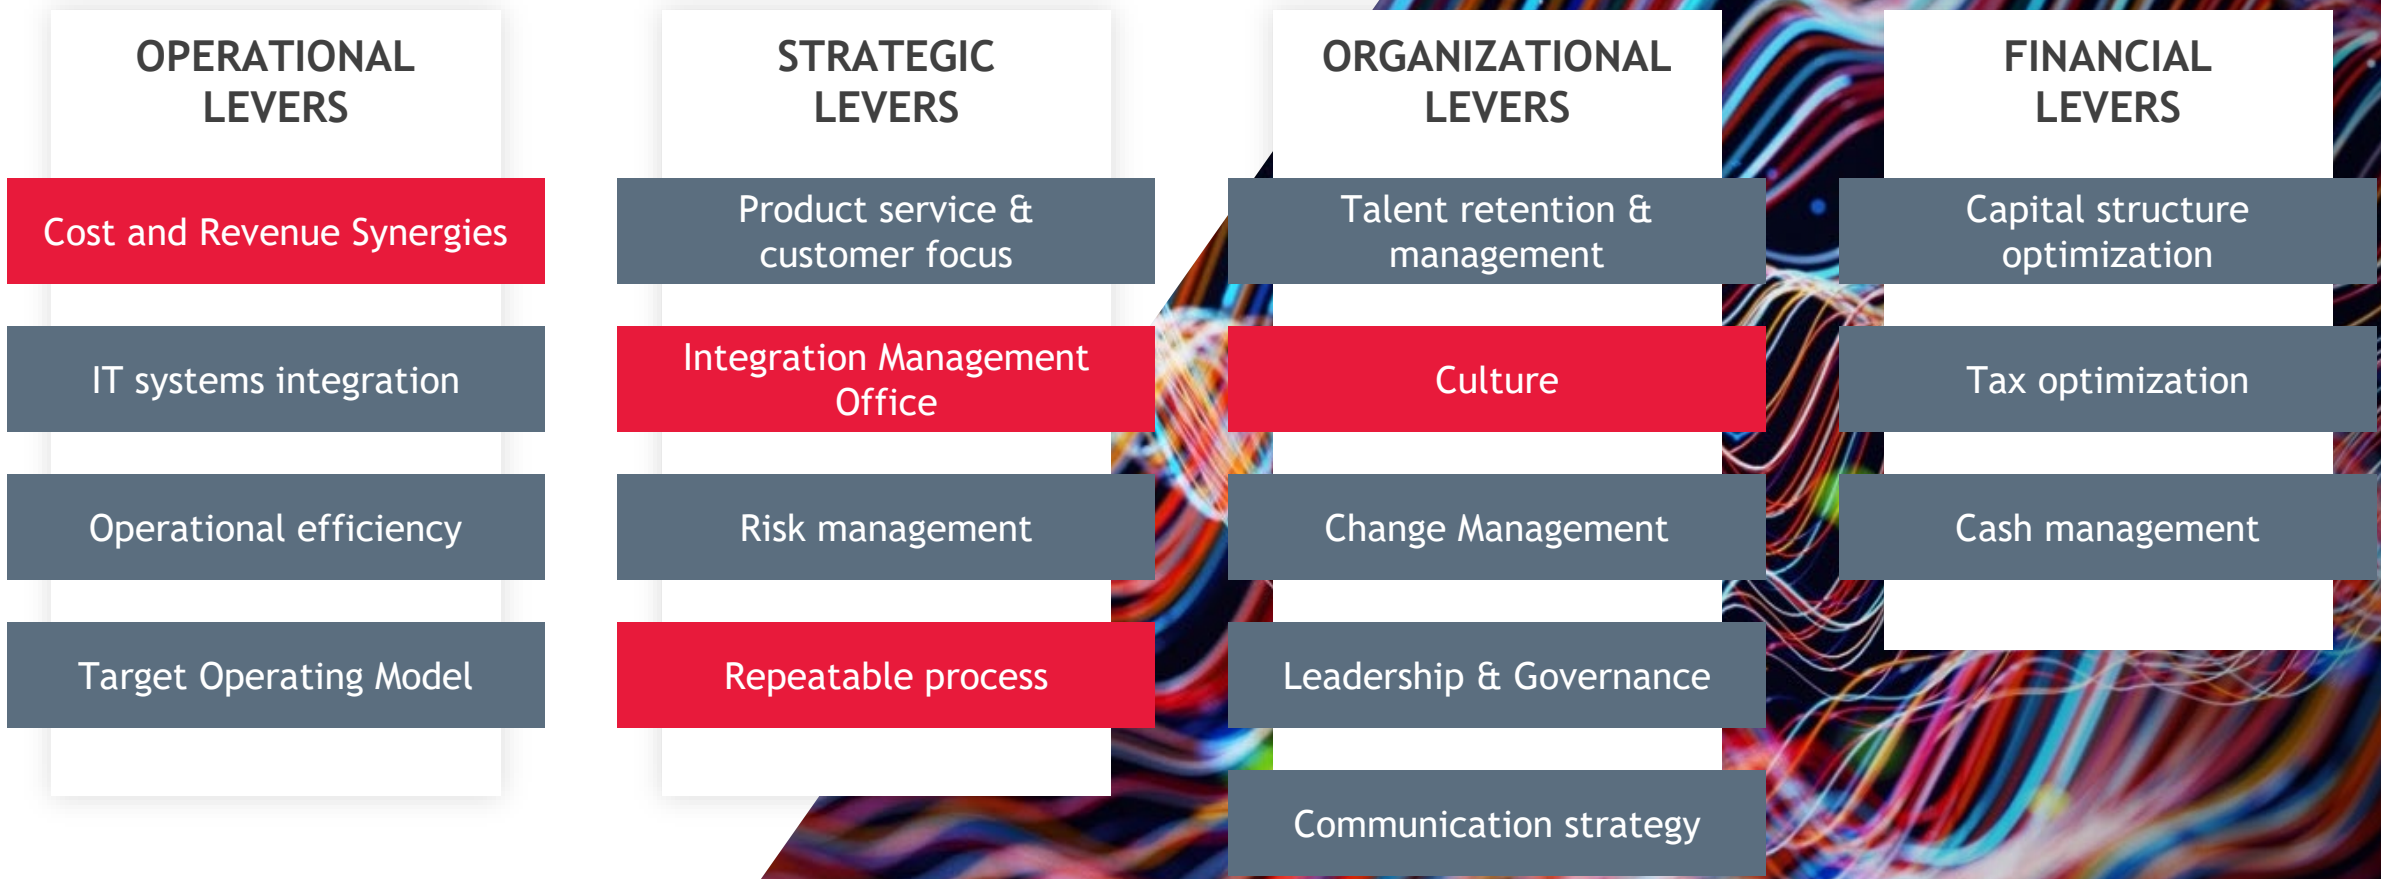 OPERATIONAL
LEVERS
Cost and Revenue Synergies
IT systems integration
Operational efficiency
Target Operating Model
STRATEGIC
LEVERS
Product service &
customer focus
Integration Management
Office
Risk management
Repeatable process
ORGANIZATIONAL
LEVERS
Talent retention &
management
Culture
Change Management
Leadership & Governance
Communication strategy
FINANCIAL
LEVERS
Capital structure
optimization
Tax optimization
Cash management